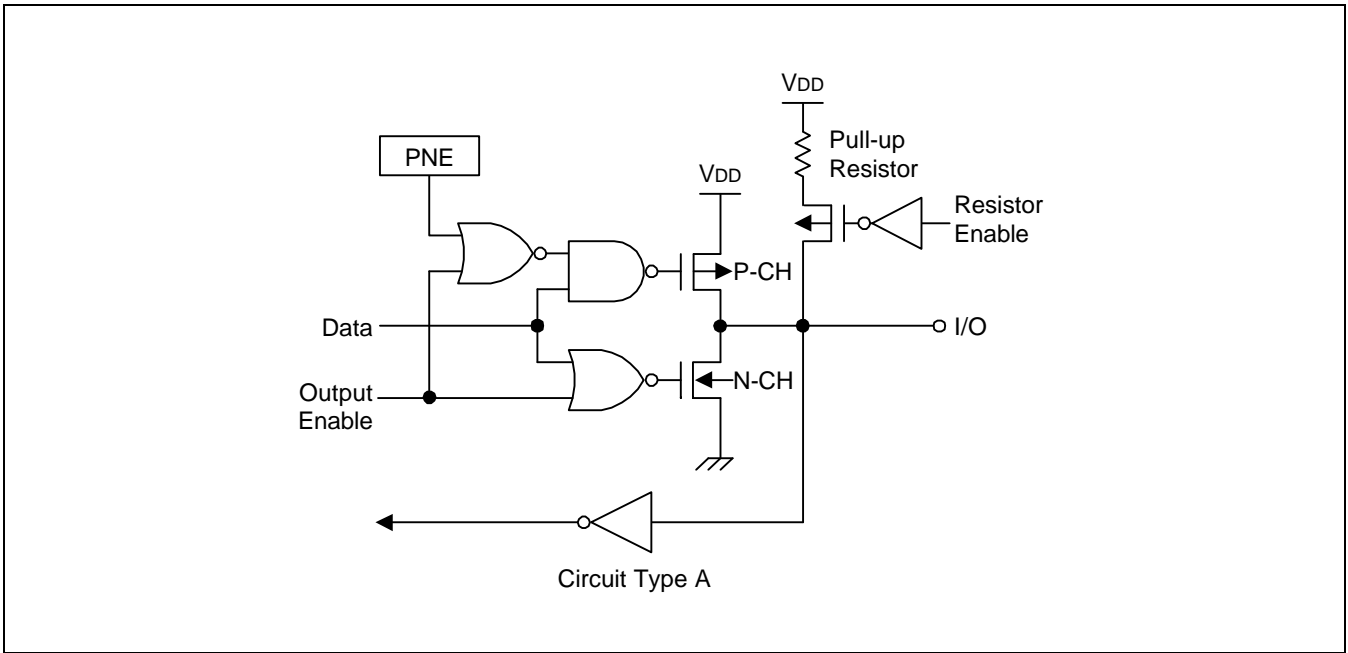 VDD
Pull-up
Resistor
PNE
VDD
Resistor
Enable
P-CH
Data
I/O
N-CH
Output
Enable
Circuit Type A